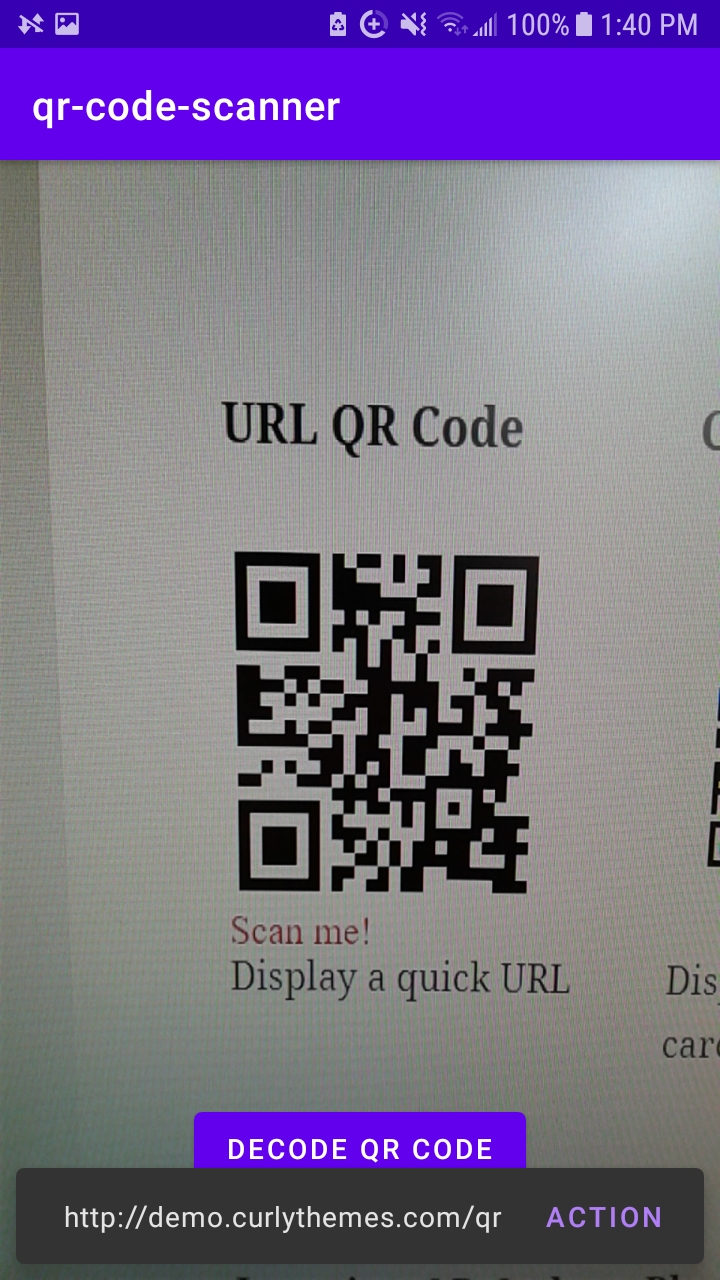 100% 1:40 PM
qr-code-scanner
URL QR Code
Scan me!
Display a quick URL
DECODE QR CODE
http://demo.curlythemes.com/qr ACTION